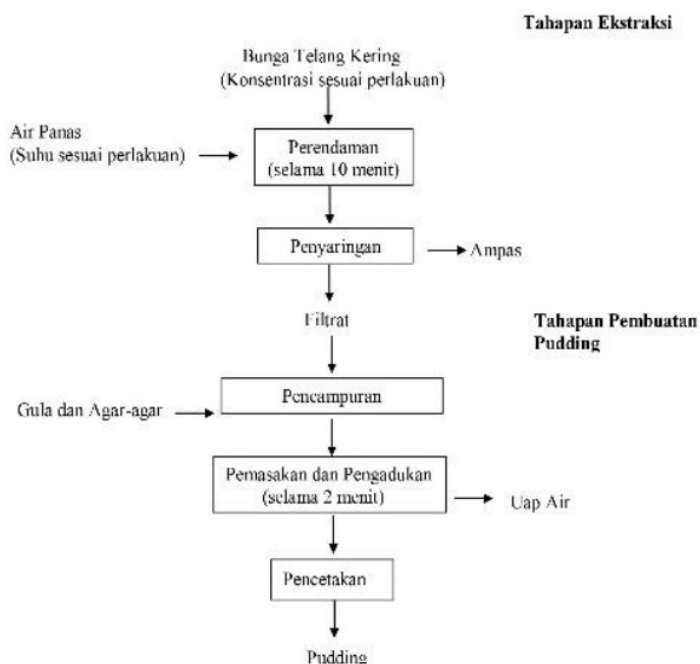 Tahapan Ekstraksi
Bunga Telang Kering
(Konsentrasi sesuai perlakuan)
Air Panas
(Suhu sesuai perlakuan)
Perendaman
(selama 10 menit)
Penyaringan
Ampas
Filtrat
Tahapan Pembuatan
Pudding
Pencampuran
Gula dan Agar-agar
Pemasakan dan Pengadukan
(selama 2 menit)
Uap Air
Pencetakan
Pudding